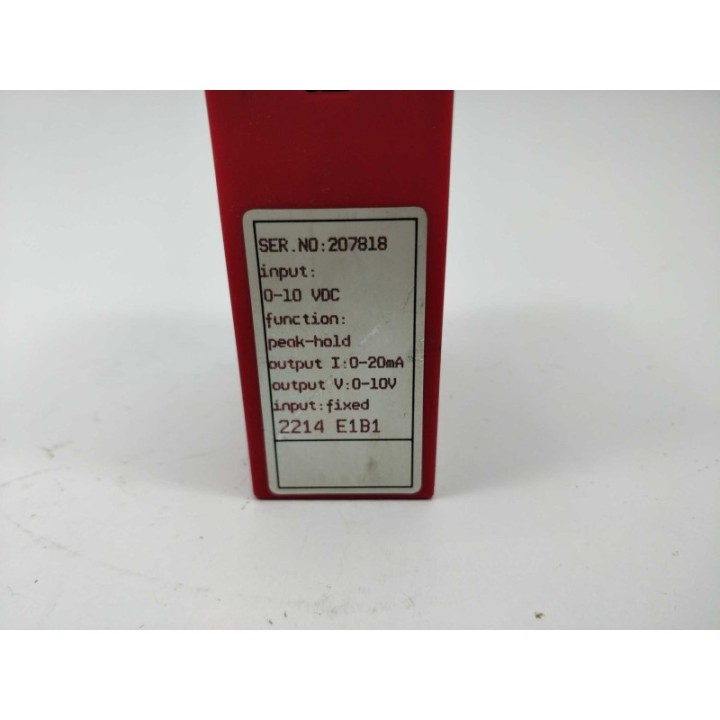 SER.NO:207818
input:
0-10 VDC
function:
peak-hold
output I:0-20mA
output V:0-10V
input:fixed
2214 E1B1